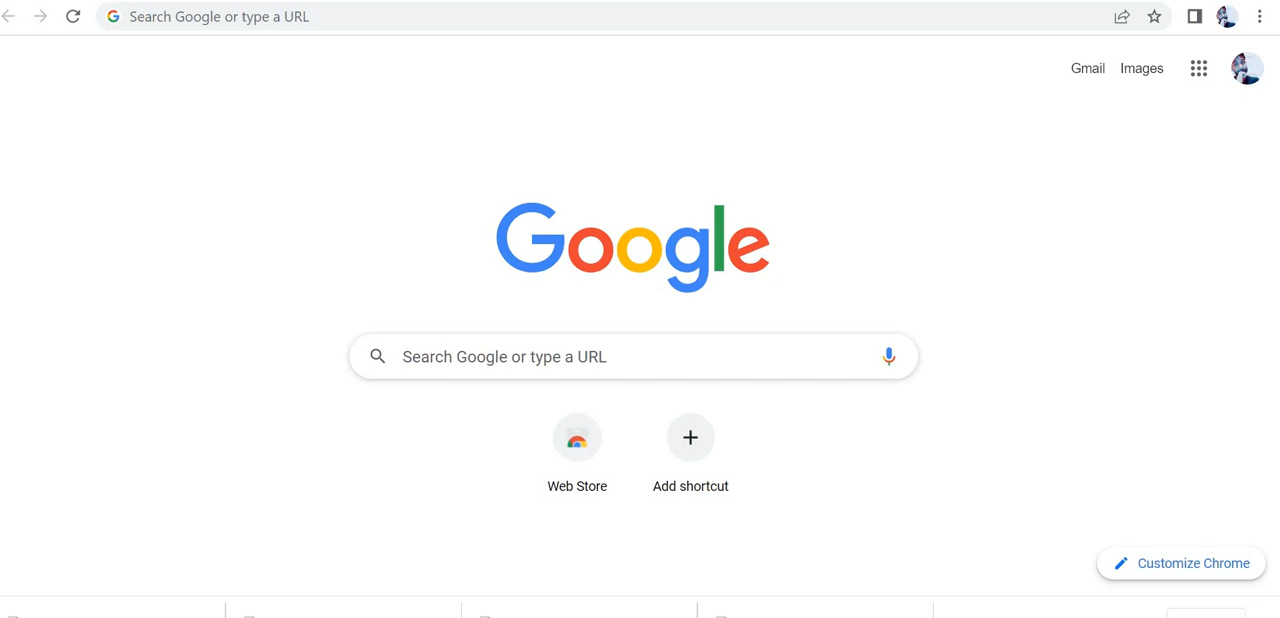 Search Google or type a URL
Gmail Images
Google
Search Google or type a URL
Web Store
Add shortcut
Customize Chrome